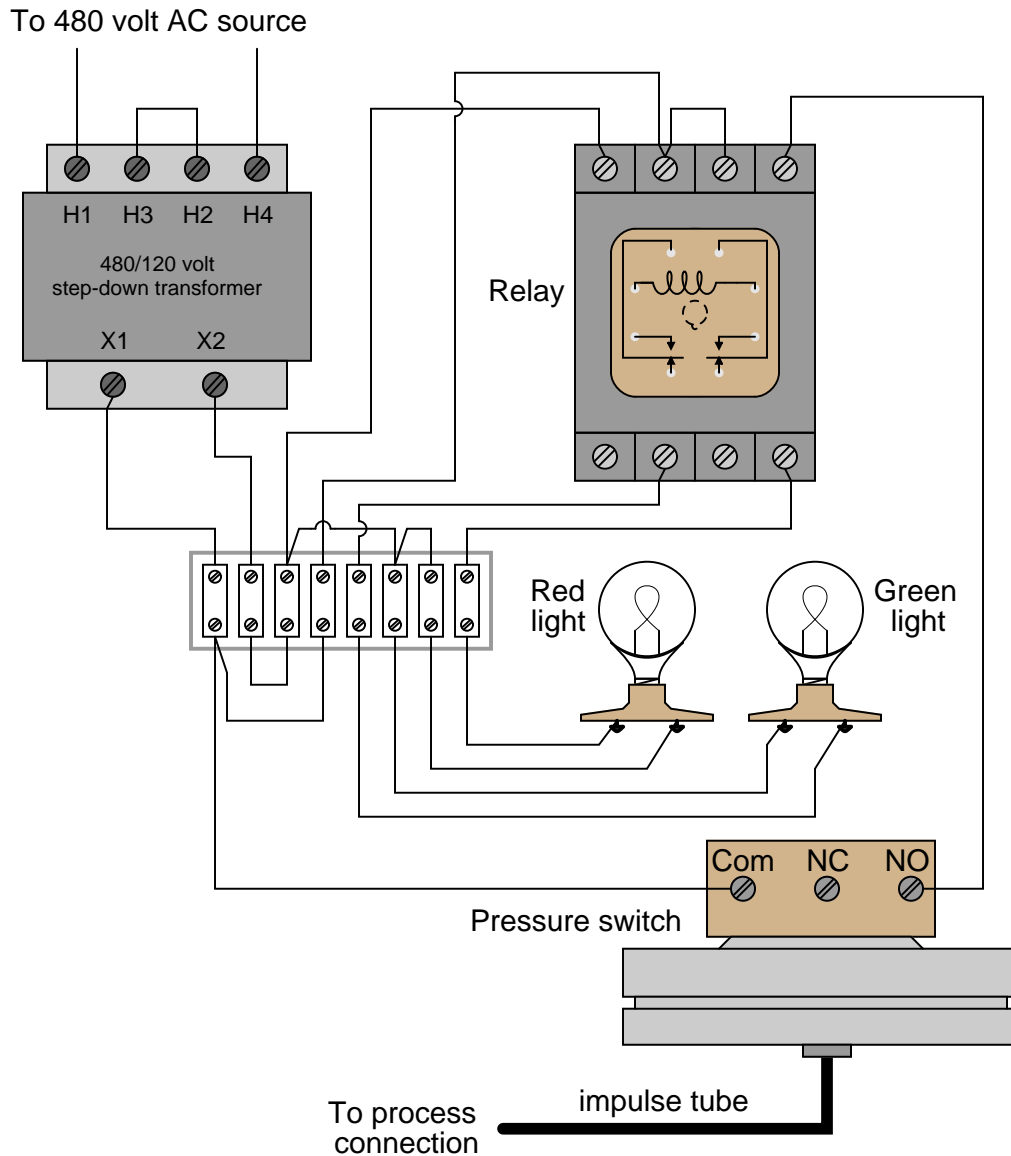 To 480 volt AC source
H1 H3 H2 H4
480/120 volt
step-down transformer
X1 X2
Relay
Red
light
Green
light
Com NC NO
Pressure switch
impulse tube
To process
connection